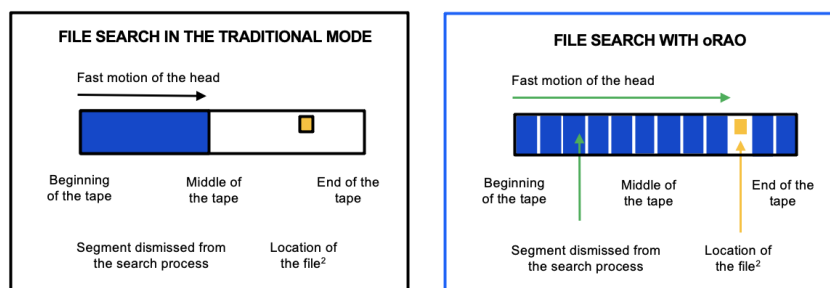 FILE SEARCH IN THE TRADITIONAL MODE
Fast motion of the head
Beginning
of the tape
Middle of
the tape
End of the
tape
Segment dismissed from
the search process
Location of
the file²
FILE SEARCH WITH oRAO
Fast motion of the head
Beginning
of the tape
Middle of
the tape
End of the
tape
Segment dismissed from
the search process
Location of
the file²